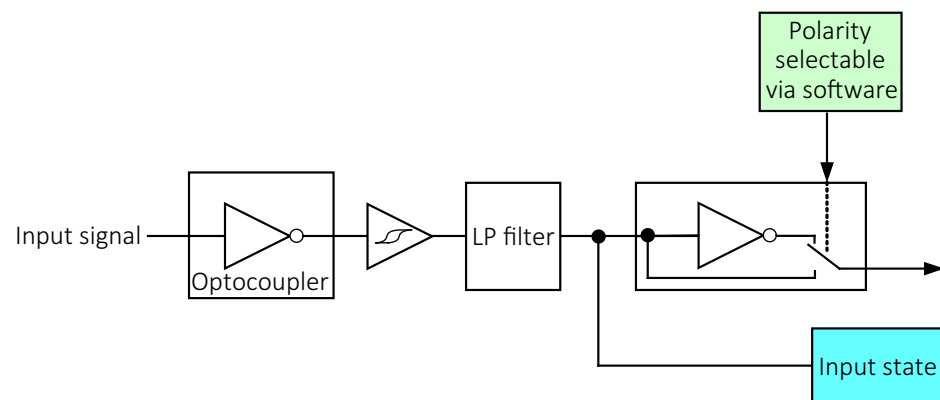 Polarity
selectable
via software
Input signal
Optocoupler
LP filter
Input state